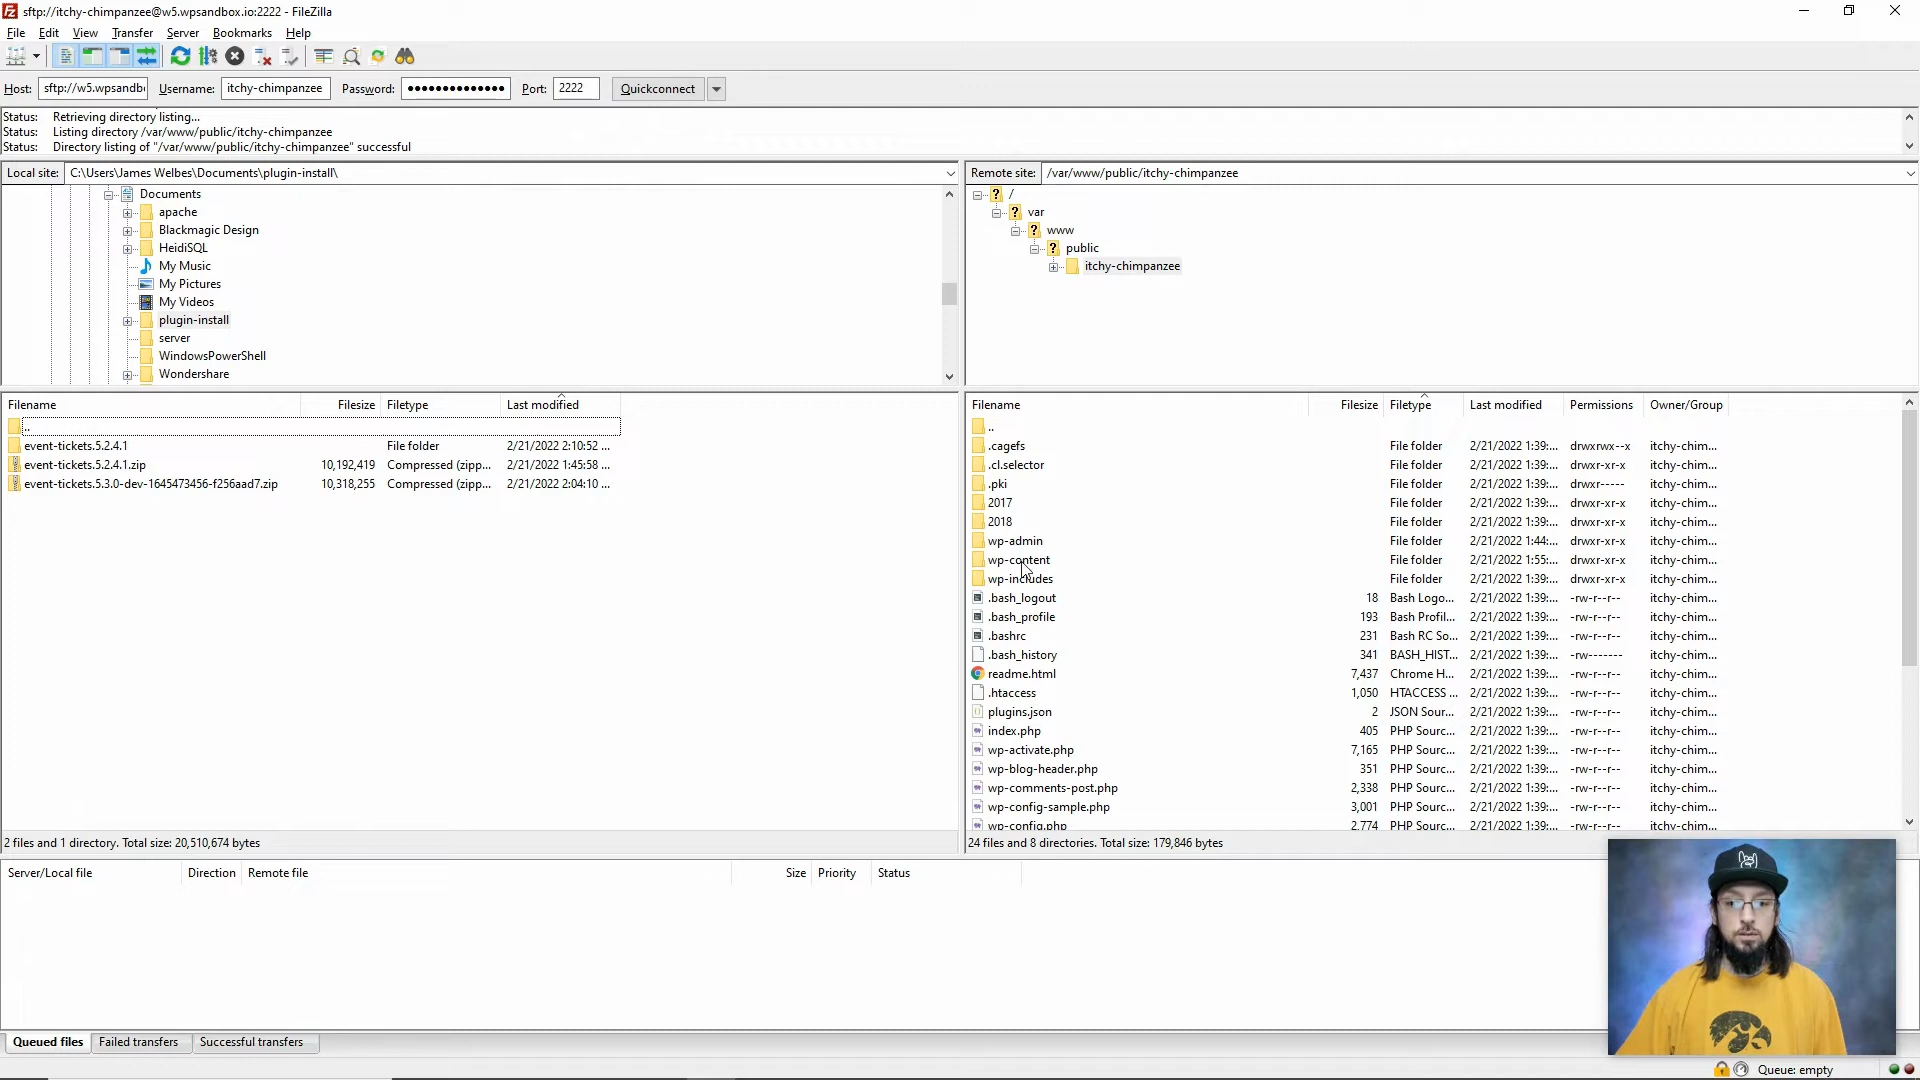 sftp://itchy-chimpanzee@w5.wpsandbox.io:2222 - FileZilla
File Edit View Transfer Server Bookmarks Help
Host: sftp://w5.wpsandb Username: itchy-chimpanzee Password: ●●●●●●●●●●●●●●● Port: 2222 Quickconnect
Status: Retrieving directory listing...
Status: Listing directory /var/www/public/itchy-chimpanzee
Status: Directory listing of "/var/www/public/itchy-chimpanzee" successful
Local site: C:\Users\James Welbes\Documents\plugin-install\
Documents
apache
Blackmagic Design
HeidiSQL
My Music
My Pictures
My Videos
plugin-install
server
WindowsPowerShell
Wondershare
Remote site: /var/www/public/itchy-chimpanzee
/
var
www
public
itchy-chimpanzee
Filename Filesize Filetype Last modified
..
event-tickets.5.2.4.1 File folder 2/21/2022 2:10:52 ...
event-tickets.5.2.4.1.zip 10,192,419 Compressed (zipp... 2/21/2022 1:45:58 ...
event-tickets.5.3.0-dev-1645473456-f256aad7.zip 10,318,255 Compressed (zipp... 2/21/2022 2:04:10 ...
2 files and 1 directory. Total size: 20,510,674 bytes
Filename Filesize Filetype Last modified Permissions Owner/Group
..
.cagefs File folder 2/21/2022 1:39:... drwxrwx--x itchy-chim...
.cl.selector File folder 2/21/2022 1:39:... drwxr-xr-x itchy-chim...
.pki File folder 2/21/2022 1:39:... drwxr----- itchy-chim...
2017 File folder 2/21/2022 1:39:... drwxr-xr-x itchy-chim...
2018 File folder 2/21/2022 1:39:... drwxr-xr-x itchy-chim...
wp-admin File folder 2/21/2022 1:44:... drwxr-xr-x itchy-chim...
wp-content File folder 2/21/2022 1:55:... drwxr-xr-x itchy-chim...
wp-includes File folder 2/21/2022 1:39:... drwxr-xr-x itchy-chim...
.bash_logout 18 Bash Logo... 2/21/2022 1:39:... -rw-r--r-- itchy-chim...
.bash_profile 193 Bash Profil... 2/21/2022 1:39:... -rw-r--r-- itchy-chim...
.bashrc 231 Bash RC So... 2/21/2022 1:39:... -rw-r--r-- itchy-chim...
.bash_history 341 BASH_HIST... 2/21/2022 1:39:... -rw------- itchy-chim...
readme.html 7,437 Chrome H... 2/21/2022 1:39:... -rw-r--r-- itchy-chim...
.htaccess 1,050 HTACCESS ... 2/21/2022 1:39:... -rw-r--r-- itchy-chim...
plugins.json 2 JSON Sour... 2/21/2022 1:39:... -rw-r--r-- itchy-chim...
index.php 405 PHP Sourc... 2/21/2022 1:39:... -rw-r--r-- itchy-chim...
wp-activate.php 7,165 PHP Sourc... 2/21/2022 1:39:... -rw-r--r-- itchy-chim...
wp-blog-header.php 351 PHP Sourc... 2/21/2022 1:39:... -rw-r--r-- itchy-chim...
wp-comments-post.php 2,338 PHP Sourc... 2/21/2022 1:39:... -rw-r--r-- itchy-chim...
wp-config-sample.php 3,001 PHP Sourc... 2/21/2022 1:39:... -rw-r--r-- itchy-chim...
wp-config.php 2,774 PHP Sourc... 2/21/2022 1:39:... -rw-r--r-- itchy-chim...
24 files and 8 directories. Total size: 179,846 bytes
Server/Local file Direction Remote file Size Priority Status
Queued files Failed transfers Successful transfers
Queue: empty